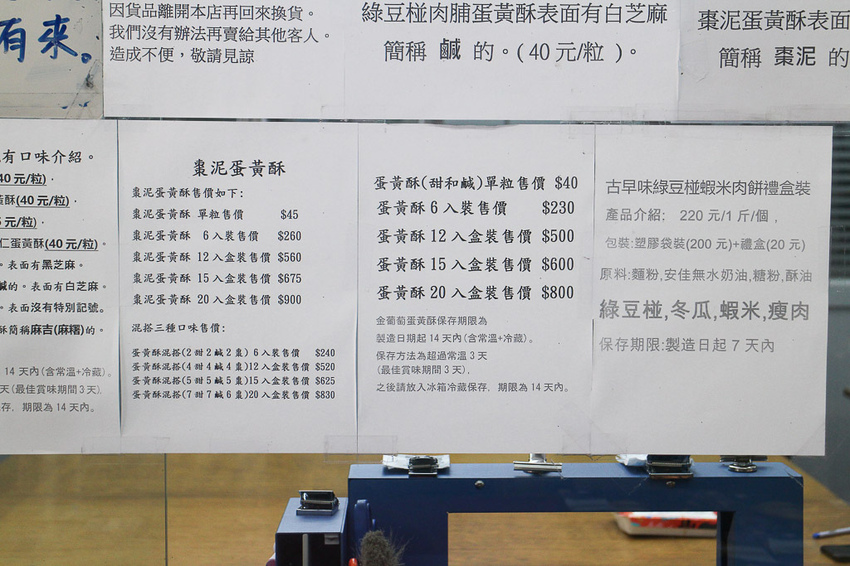 有來。
因貨品離開本店再回來換貨。
我們沒有辦法再賣給其他客人。
造成不便，敬請見諒
綠豆椪肉脯蛋黃酥表面有白芝麻
簡稱 鹹 的。(40元/粒)。
棗泥蛋黃酥表面
簡稱 棗泥 的
有口味介紹。
40元/粒)。
酥(40元/粒)。
元/粒)。
仁蛋黃酥(40元/粒)。
。表面有黑芝麻。
鹹的。表面有白芝麻。
。表面沒有特別記號。
酥簡稱麻吉(麻糬)的。
14天內(含常溫+冷藏)。
天(最佳賞味期間3天)
存，期限為14天內。
棗泥蛋黃酥
棗泥蛋黃酥售價如下:
棗泥蛋黃酥 單粒售價 $45
棗泥蛋黃酥 6入裝售價 $260
棗泥蛋黃酥 12入盒裝售價 $560
棗泥蛋黃酥 15入盒裝售價 $675
棗泥蛋黃酥 20入盒裝售價 $900
混搭三種口味售價:
蛋黃酥混搭(2甜2鹹2棗)6入裝售價 $240
蛋黃酥混搭(4甜4鹹4棗)12入裝售價 $520
蛋黃酥混搭(5甜5鹹5棗)15入裝售價 $625
蛋黃酥混搭(7甜7鹹6棗)20入裝售價 $830
蛋黃酥(甜和鹹)單粒售價 $40
蛋黃酥6入裝售價 $230
蛋黃酥12入盒裝售價 $500
蛋黃酥15入盒裝售價 $600
蛋黃酥20入盒裝售價 $800
金葡萄蛋黃酥保存期限為
製造日期起14天內(含常溫+冷藏)。
保存方法為超過常溫3天
(最佳賞味期間3天)，
之後請放入冰箱冷藏保存，期限為14天內。
古早味綠豆椪蝦米肉餅禮盒裝
產品介紹: 220元/1斤/個，
包裝:塑膠袋裝(200元)+禮盒(20元)
原料:麵粉,安佳無水奶油,糖粉,酥油
綠豆椪,冬瓜,蝦米,瘦肉
保存期限:製造日起7天內